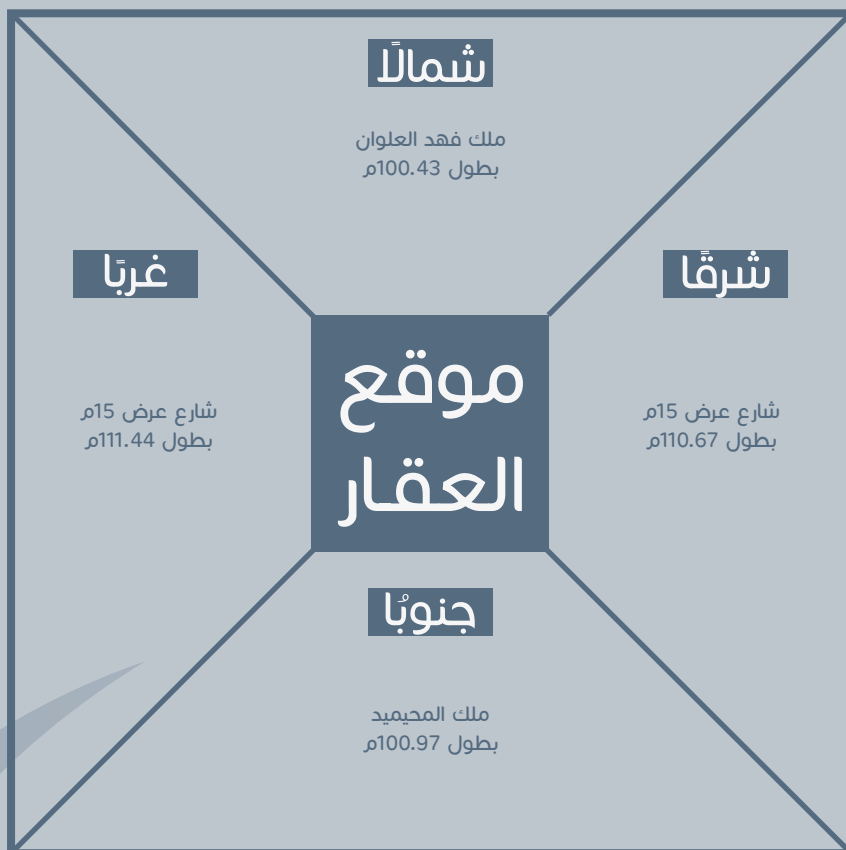 شمالًا
ملك فهد العلوان
بطول 100.43م
شرقًا
شارع عرض 15م
بطول 110.67م
موقع
العقار
غربًا
شارع عرض 15م
بطول 111.44م
جنوبًا
ملك المحيميد
بطول 100.97م